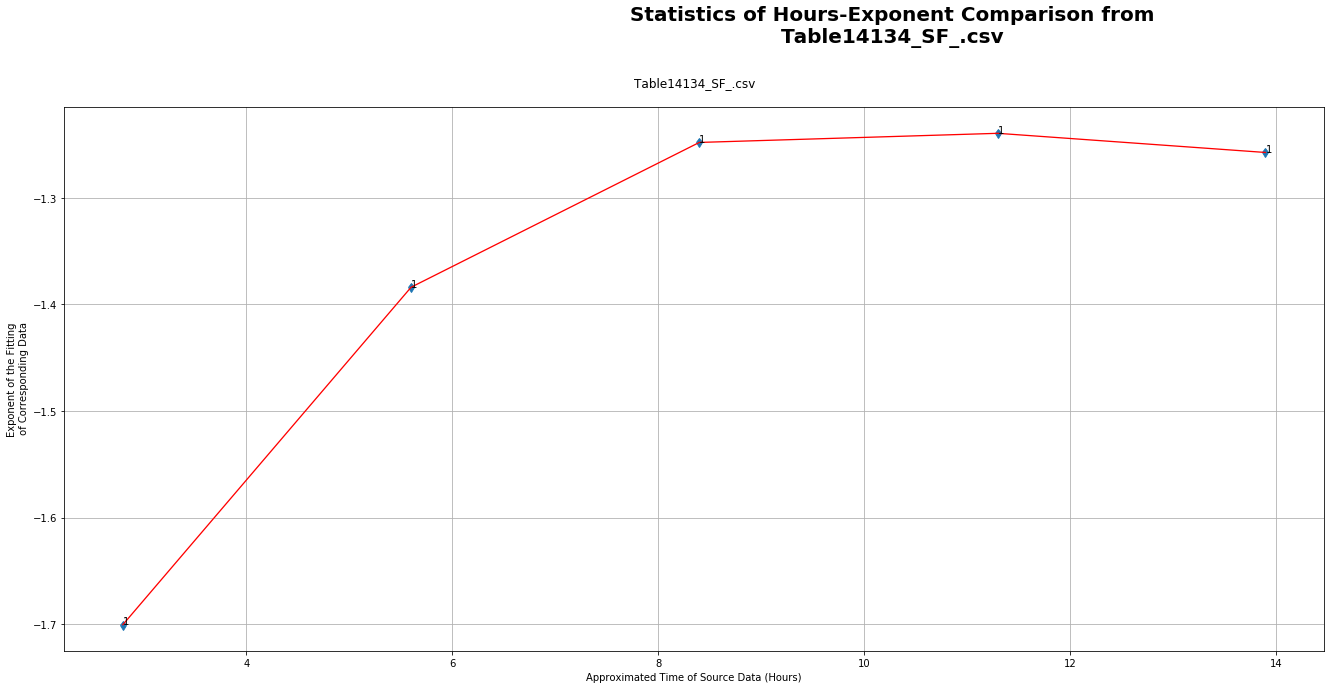 Statistics of Hours-Exponent Comparison from
Table14134_SF_.csv
Table14134_SF_.csv
1
1
1
1
1
−1.3
−1.4
−1.5
−1.6
−1.7
Exponent of the Fitting
of Corresponding Data
4
6
8
10
12
14
Approximated Time of Source Data (Hours)